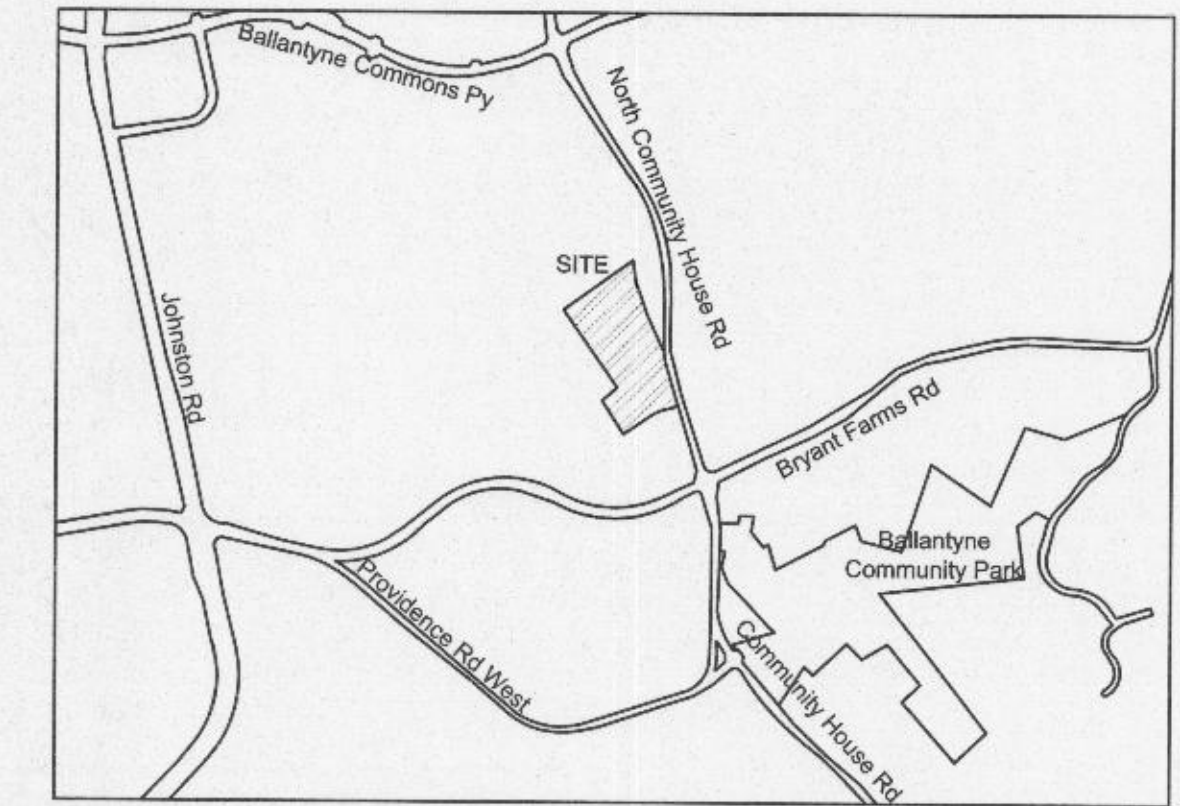 Ballantyne Commons Py
North Community House Rd
SITE
Johnston Rd
Bryant Farms Rd
Ballantyne
Community Park
Providence Rd West
Community House Rd